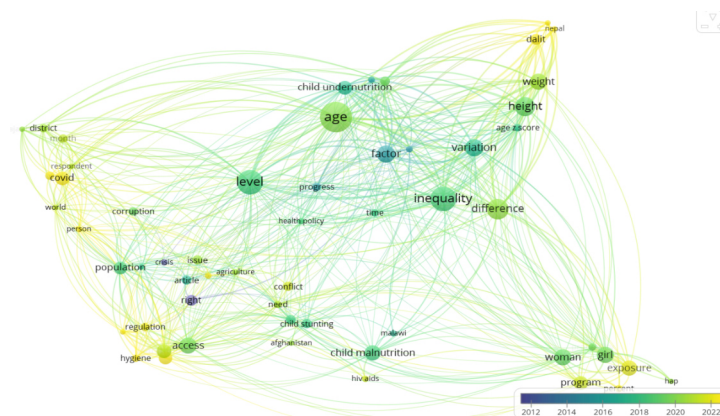 nepal
dalit
weight
child undernutrition
height
age
age z score
district
month
variation
factor
respondent
covid
level
progress
inequality
world
corruption
time
difference
health policy
person
crisis
issue
population
article
agriculture
conflict
right
need
regulation
child stunting
malawi
access
afghanistan
hygiene
child malnutrition
woman
girl
exposure
hiv aids
program
hap
2012
2014
2016
2018
2020